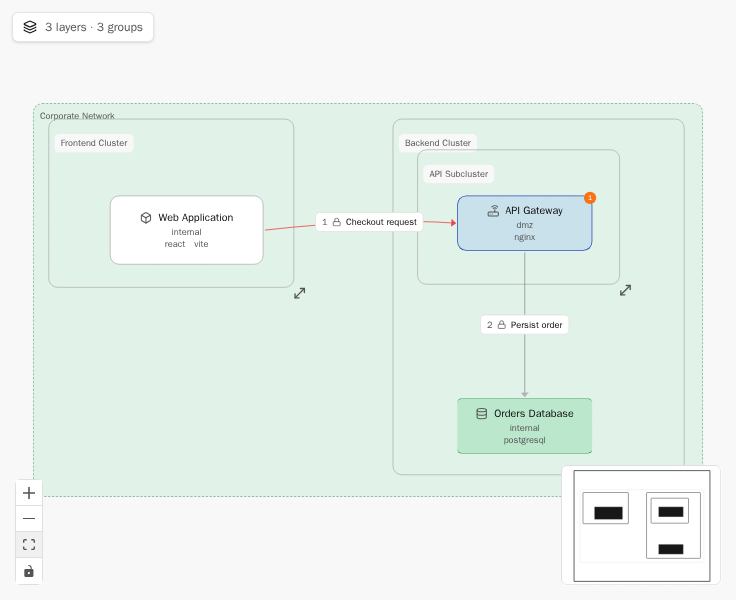 3 layers · 3 groups
Corporate Network
Frontend Cluster
Backend Cluster
API Subcluster
Web Application
internal
react vite
1 Checkout request
1
API Gateway
dmz
nginx
2 Persist order
Orders Database
internal
postgresql